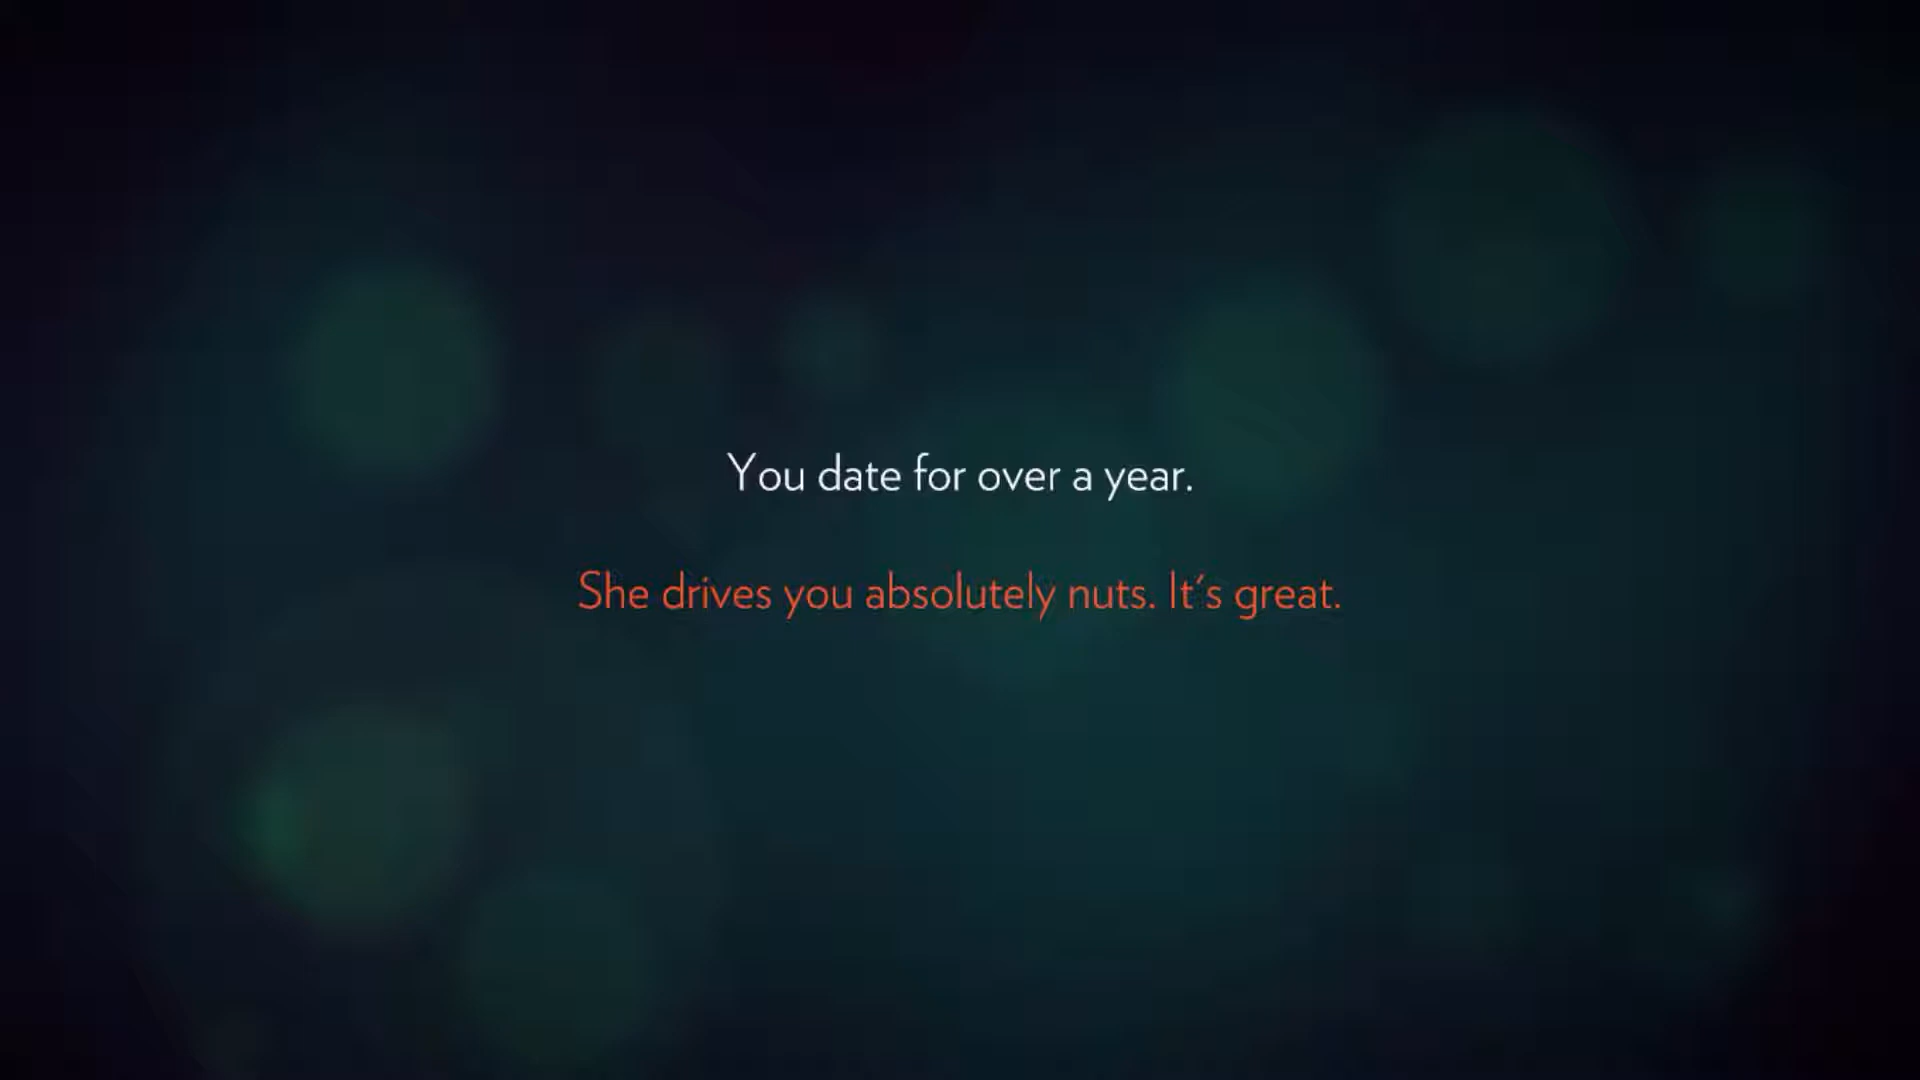 You date for over a year.
She drives you absolutely nuts. It's great.